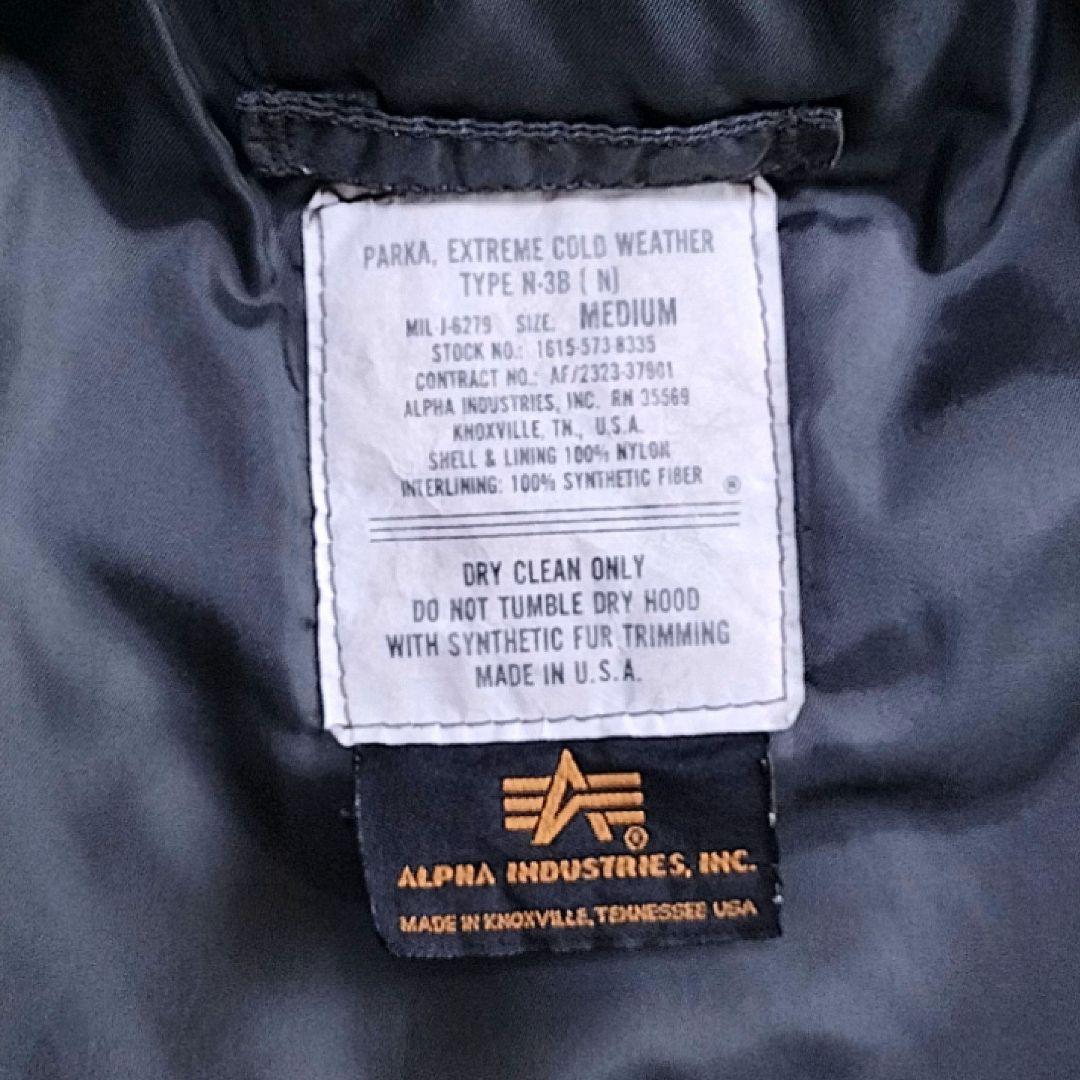 PARKA, EXTREME COLD WEATHER
TYPE N-3B ( N)
MIL-J-6279 SIZE: MEDIUM
STOCK NO.: 1615-573-8335
CONTRACT NO.: AF/2323-37901
ALPHA INDUSTRIES, INC. RN 35569
KNOXVILLE, TN., U.S.A.
SHELL & LINING 100% NYLON
INTERLINING: 100% SYNTHETIC FIBER ®
DRY CLEAN ONLY
DO NOT TUMBLE DRY HOOD
WITH SYNTHETIC FUR TRIMMING
MADE IN U.S.A.
ALPHA INDUSTRIES, INC.
MADE IN KNOXVILLE, TENNESSEE USA